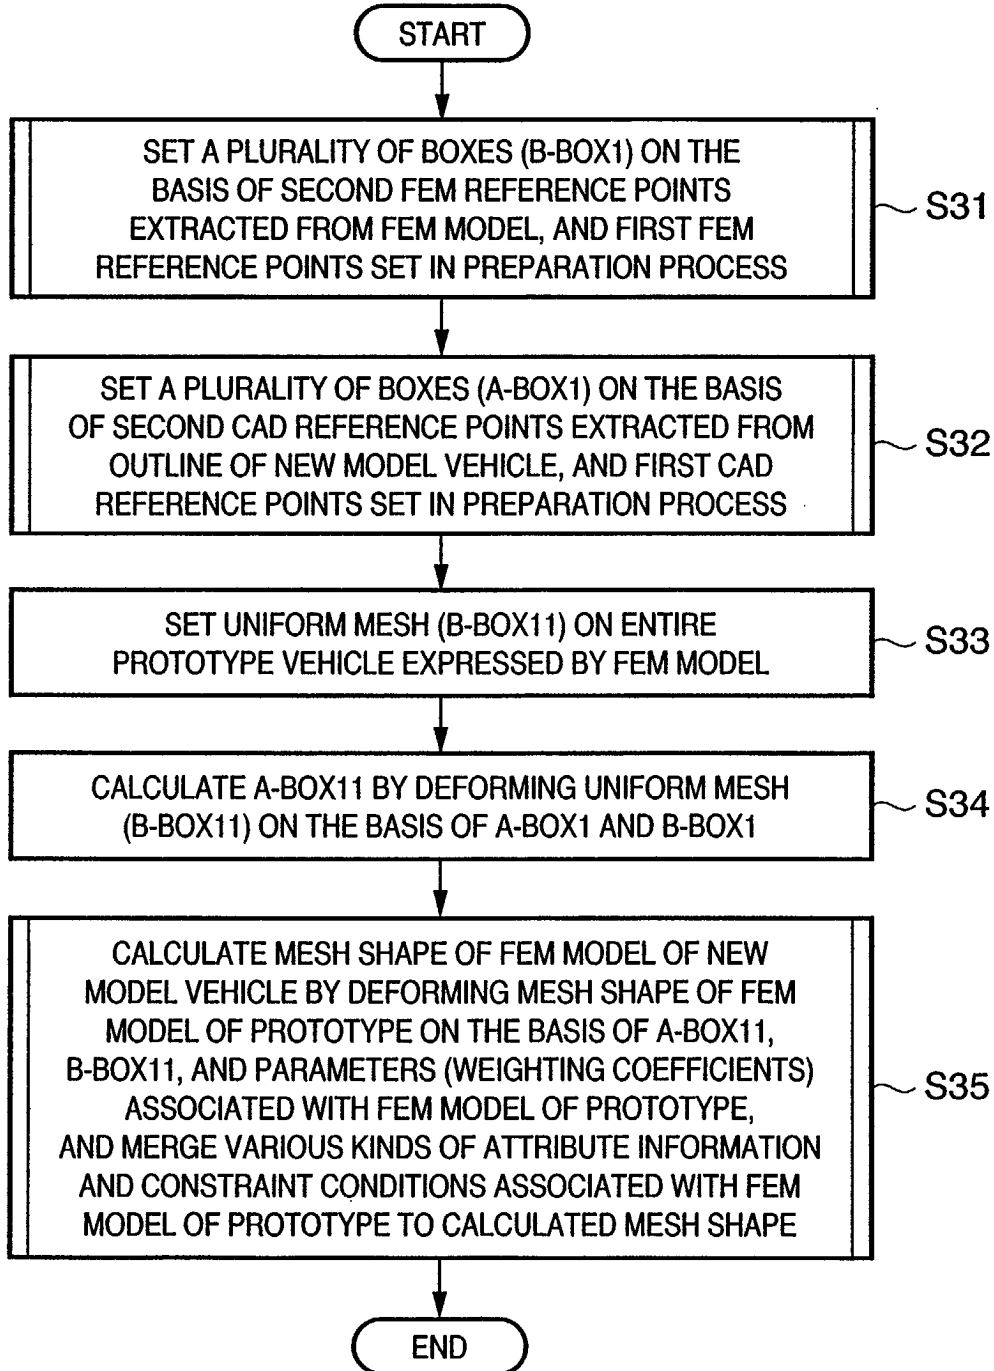 START
SET A PLURALITY OF BOXES (B-BOX1) ON THE
BASIS OF SECOND FEM REFERENCE POINTS
EXTRACTED FROM FEM MODEL, AND FIRST FEM
REFERENCE POINTS SET IN PREPARATION PROCESS
S31
SET A PLURALITY OF BOXES (A-BOX1) ON THE BASIS
OF SECOND CAD REFERENCE POINTS EXTRACTED FROM
OUTLINE OF NEW MODEL VEHICLE, AND FIRST CAD
REFERENCE POINTS SET IN PREPARATION PROCESS
S32
SET UNIFORM MESH (B-BOX11) ON ENTIRE
PROTOTYPE VEHICLE EXPRESSED BY FEM MODEL
S33
CALCULATE A-BOX11 BY DEFORMING UNIFORM MESH
(B-BOX11) ON THE BASIS OF A-BOX1 AND B-BOX1
S34
CALCULATE MESH SHAPE OF FEM MODEL OF NEW
MODEL VEHICLE BY DEFORMING MESH SHAPE OF FEM
MODEL OF PROTOTYPE ON THE BASIS OF A-BOX11,
B-BOX11, AND PARAMETERS (WEIGHTING COEFFICIENTS)
ASSOCIATED WITH FEM MODEL OF PROTOTYPE,
AND MERGE VARIOUS KINDS OF ATTRIBUTE INFORMATION
AND CONSTRAINT CONDITIONS ASSOCIATED WITH FEM
MODEL OF PROTOTYPE TO CALCULATED MESH SHAPE
S35
END